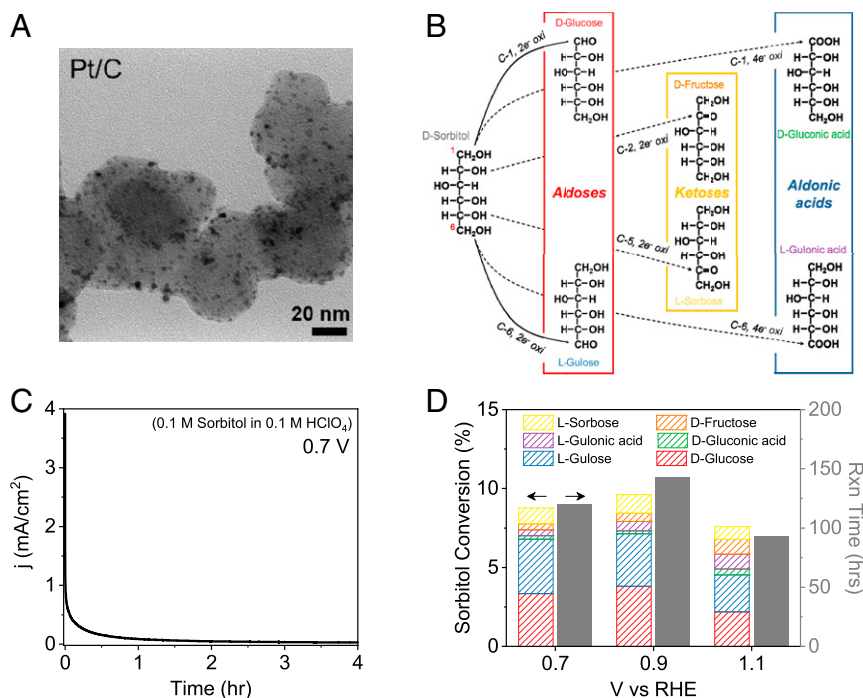 A
Pt/C
20 nm
B
D-Glucose
CHO
H-C-OH
HO-C-H
H-C-OH
H-C-OH
CH₂OH
C-1, 2e⁻ oxi
C-1, 4e⁻ oxi
COOH
H-C-OH
HO-C-H
H-C-OH
H-C-OH
CH₂OH
D-Gluconic acid
D-Fructose
CH₂OH
C=O
HO-C-H
H-C-OH
H-C-OH
CH₂OH
C-2, 2e⁻ oxi
D-Sorbitol
1
CH₂OH
H-C-OH
HO-C-H
H-C-OH
H-C-OH
6
CH₂OH
Aldoses
Ketoses
Aldonic
acids
C-5, 2e⁻ oxi
CH₂OH
H-C-OH
HO-C-H
H-C-OH
C=O
CH₂OH
L-Sorbose
CH₂OH
H-C-OH
HO-C-H
H-C-OH
H-C-OH
CHO
L-Gulose
C-6, 2e⁻ oxi
C-6, 4e⁻ oxi
L-Gulonic acid
CH₂OH
H-C-OH
HO-C-H
H-C-OH
H-C-OH
COOH
C
(0.1 M Sorbitol in 0.1 M HClO₄)
0.7 V
j (mA/cm²)
4
3
2
1
0
0
1
2
3
4
Time (hr)
D
L-Sorbose
D-Fructose
L-Gulonic acid
D-Gluconic acid
L-Gulose
D-Glucose
Sorbitol Conversion (%)
15
10
5
0
0.7
0.9
1.1
V vs RHE
200
150
100
50
0
Rxn Time (hrs)